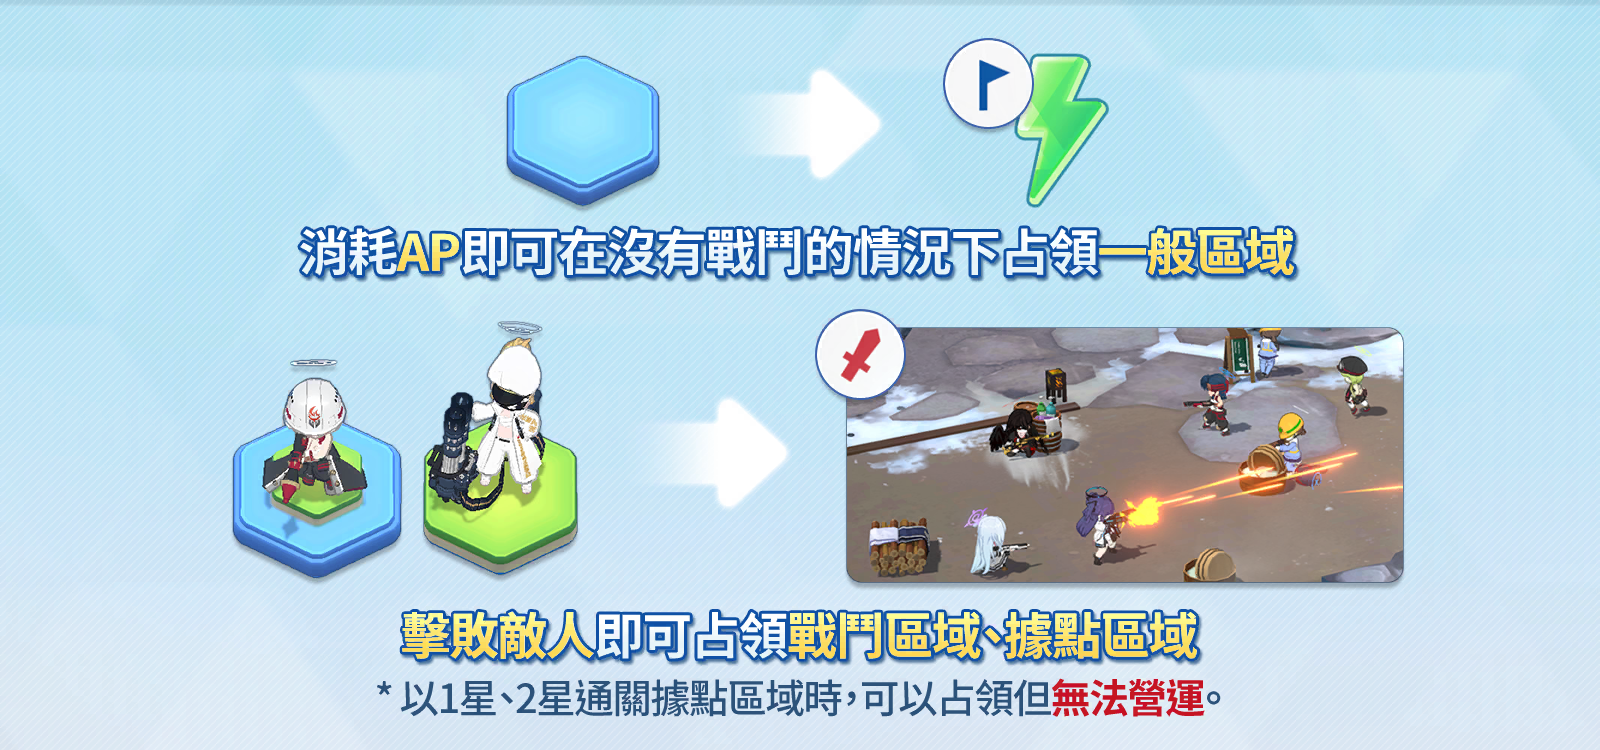 消耗AP即可在沒有戰鬥的情況下占領一般區域
擊敗敵人即可占領戰鬥區域、據點區域
* 以1星、2星通關據點區域時，可以占領但無法營運。